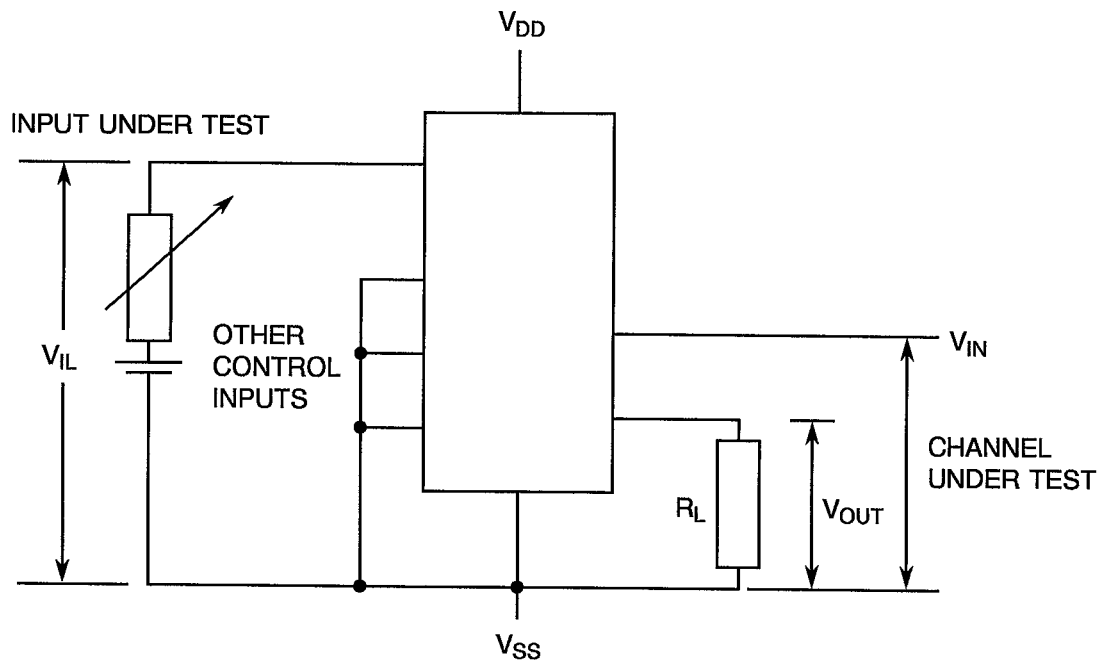 VDD
INPUT UNDER TEST
VIL
OTHER
CONTROL
INPUTS
VIN
CHANNEL
UNDER TEST
RL
VOUT
VSS